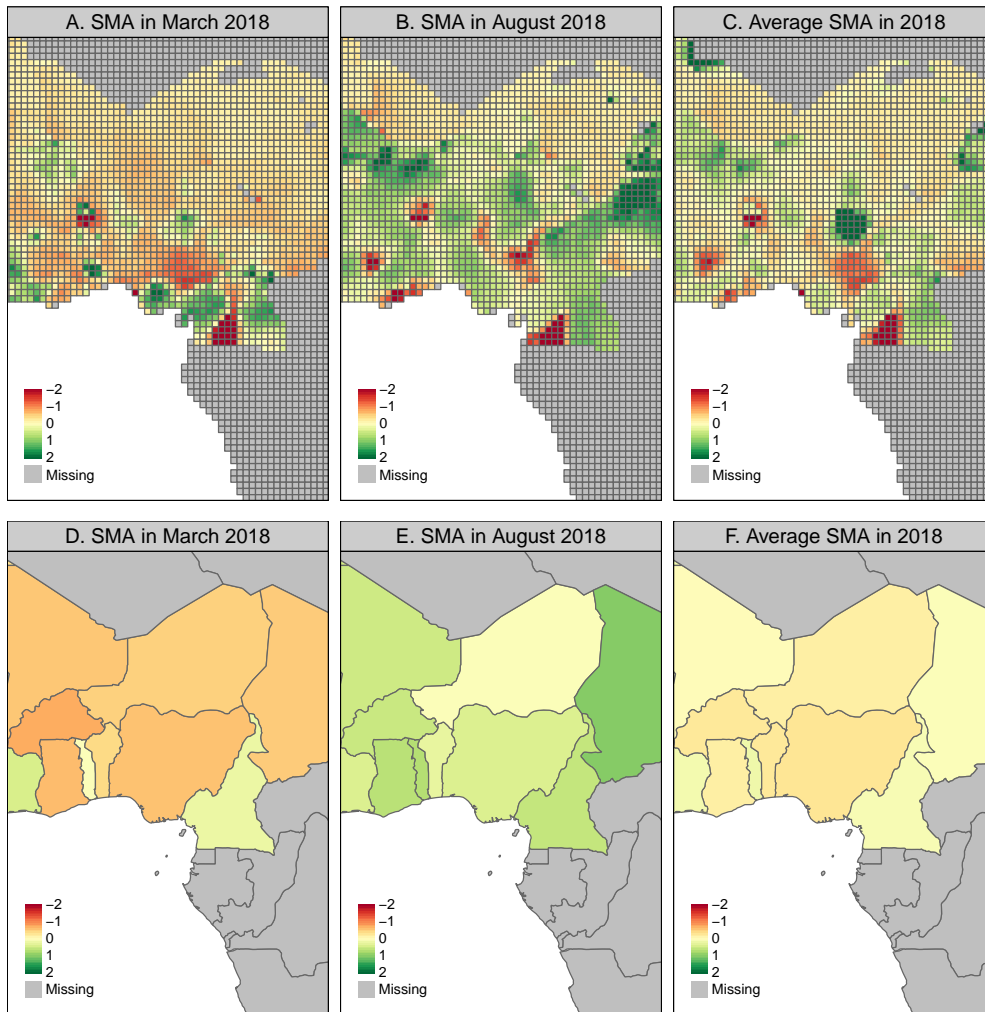 A. SMA in March 2018
B. SMA in August 2018
C. Average SMA in 2018
−2
−1
0
1
2
Missing
−2
−1
0
1
2
Missing
−2
−1
0
1
2
Missing
D. SMA in March 2018
E. SMA in August 2018
F. Average SMA in 2018
−2
−1
0
1
2
Missing
−2
−1
0
1
2
Missing
−2
−1
0
1
2
Missing